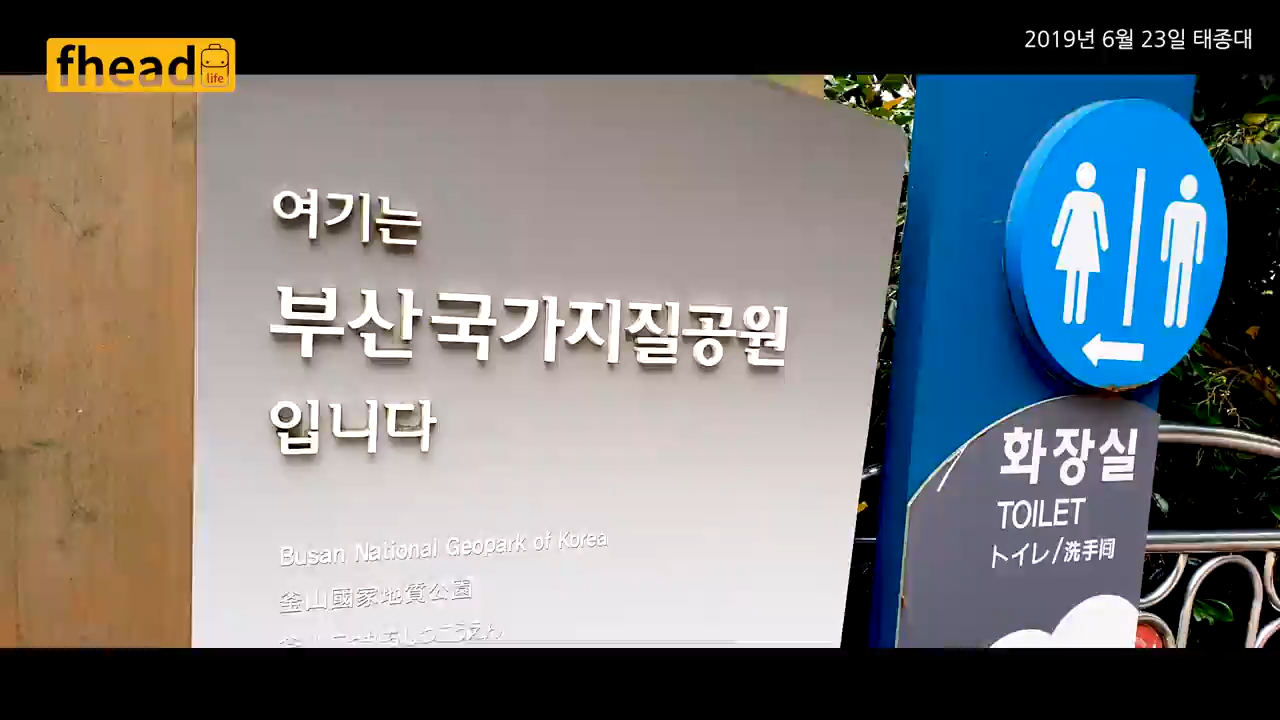 fhead
life
2019년 6월 23일 태종대
여기는
부산국가지질공원
입니다
Busan National Geopark of Korea
釜山國家地質公園
화장실
TOILET
トイレ/洗手间